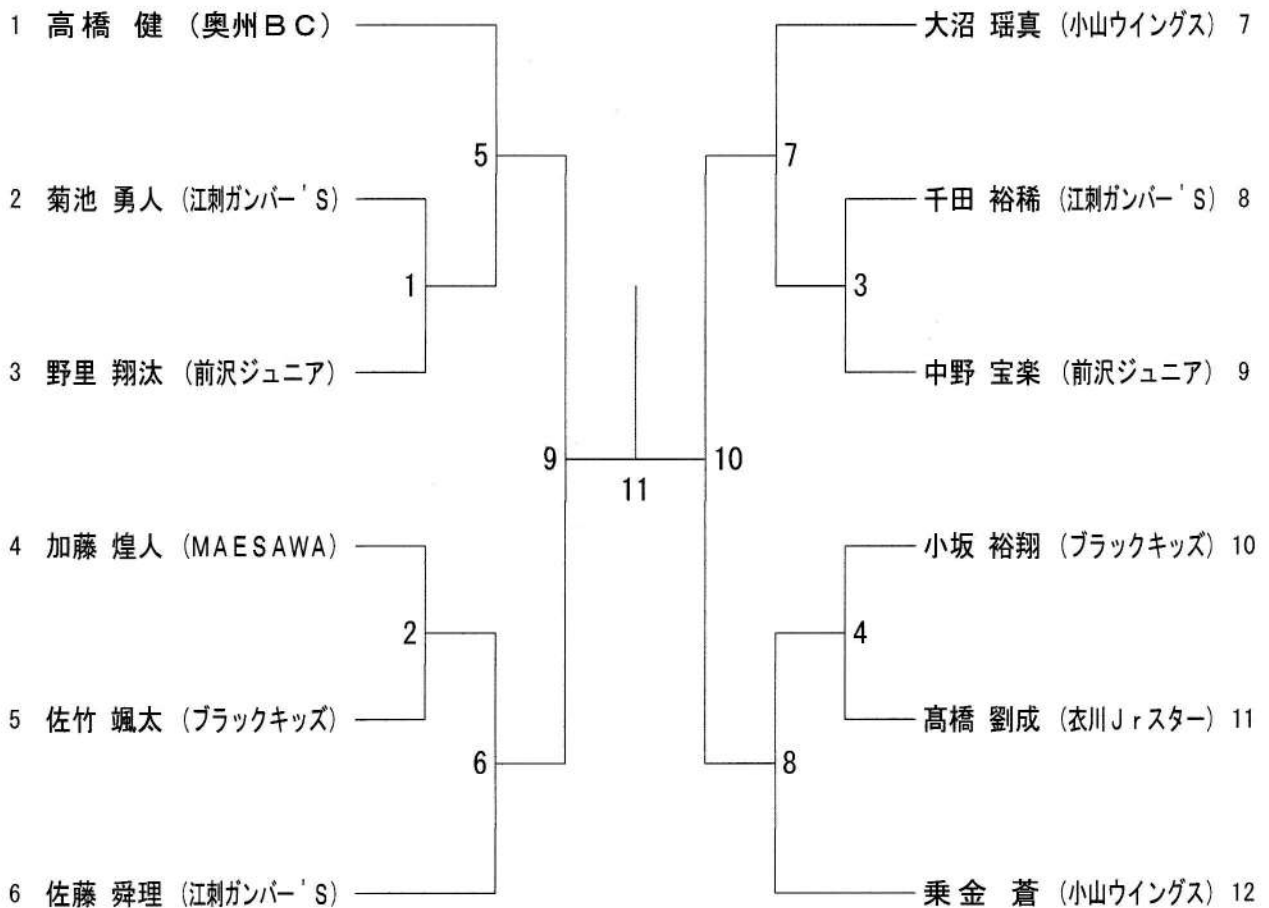 1 高橋 健 (奥州BC)
大沼 瑶真 (小山ウイングス) 7
5
7
2 菊池 勇人 (江刺ガンバー'S)
千田 裕稀 (江刺ガンバー'S) 8
1
3
3 野里 翔汰 (前沢ジュニア)
中野 宝楽 (前沢ジュニア) 9
9
10
11
4 加藤 煌人 (MAESAWA)
小坂 裕翔 (ブラックキッズ) 10
2
4
5 佐竹 颯太 (ブラックキッズ)
髙橋 劉成 (衣川Jrスター) 11
6
8
6 佐藤 舜理 (江刺ガンバー'S)
乗金 蒼 (小山ウイングス) 12